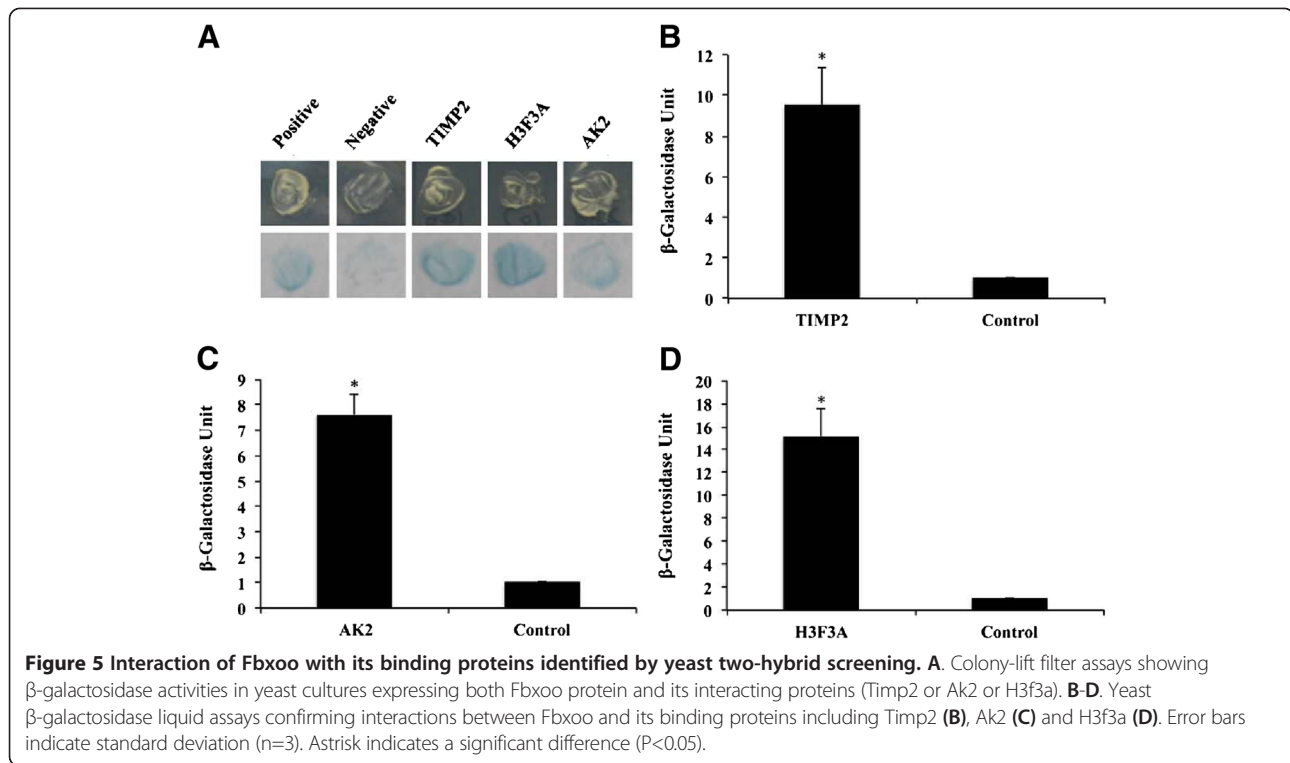 A
Positive Negative TIMP2 H3F3A AK2
B
β-Galactosidase Unit
12
10
8
6
4
2
0
*
TIMP2 Control
C
β-Galactosidase Unit
9
8
7
6
5
4
3
2
1
0
*
AK2 Control
D
β-Galactosidase Unit
20
18
16
14
12
10
8
6
4
2
0
*
H3F3A Control
Figure 5 Interaction of Fbxoo with its binding proteins identified by yeast two-hybrid screening. A. Colony-lift filter assays showing
β-galactosidase activities in yeast cultures expressing both Fbxoo protein and its interacting proteins (Timp2 or Ak2 or H3f3a). B-D. Yeast
β-galactosidase liquid assays confirming interactions between Fbxoo and its binding proteins including Timp2 (B), Ak2 (C) and H3f3a (D). Error bars
indicate standard deviation (n=3). Astrisk indicates a significant difference (P<0.05).